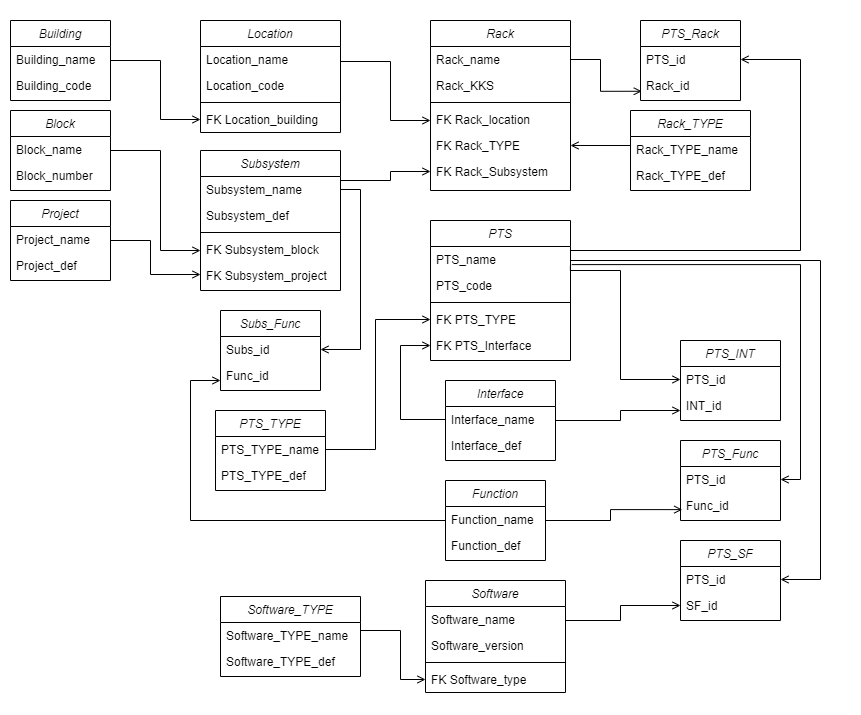 Building
Building_name
Building_code
Location
Location_name
Location_code
FK Location_building
Rack
Rack_name
Rack_KKS
FK Rack_location
FK Rack_TYPE
FK Rack_Subsystem
PTS_Rack
PTS_id
Rack_id
Block
Block_name
Block_number
Rack_TYPE
Rack_TYPE_name
Rack_TYPE_def
Subsystem
Subsystem_name
Subsystem_def
FK Subsystem_block
FK Subsystem_project
Project
Project_name
Project_def
PTS
PTS_name
PTS_code
FK PTS_TYPE
FK PTS_Interface
Subs_Func
Subs_id
Func_id
PTS_INT
PTS_id
INT_id
Interface
Interface_name
Interface_def
PTS_TYPE
PTS_TYPE_name
PTS_TYPE_def
PTS_Func
PTS_id
Func_id
Function
Function_name
Function_def
PTS_SF
PTS_id
SF_id
Software
Software_name
Software_version
FK Software_type
Software_TYPE
Software_TYPE_name
Software_TYPE_def